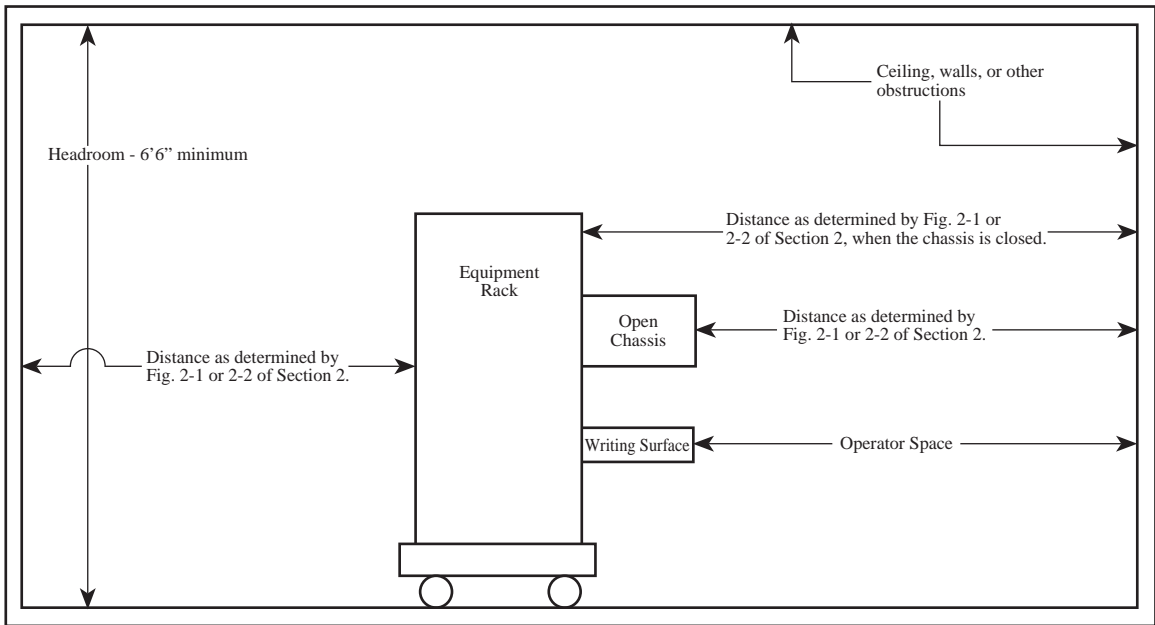 Ceiling, walls, or other
obstructions
Headroom - 6’6” minimum
Distance as determined by Fig. 2-1 or
2-2 of Section 2, when the chassis is closed.
Equipment
Rack
Open
Chassis
Distance as determined by
Fig. 2-1 or 2-2 of Section 2.
Distance as determined by
Fig. 2-1 or 2-2 of Section 2.
Writing Surface
Operator Space